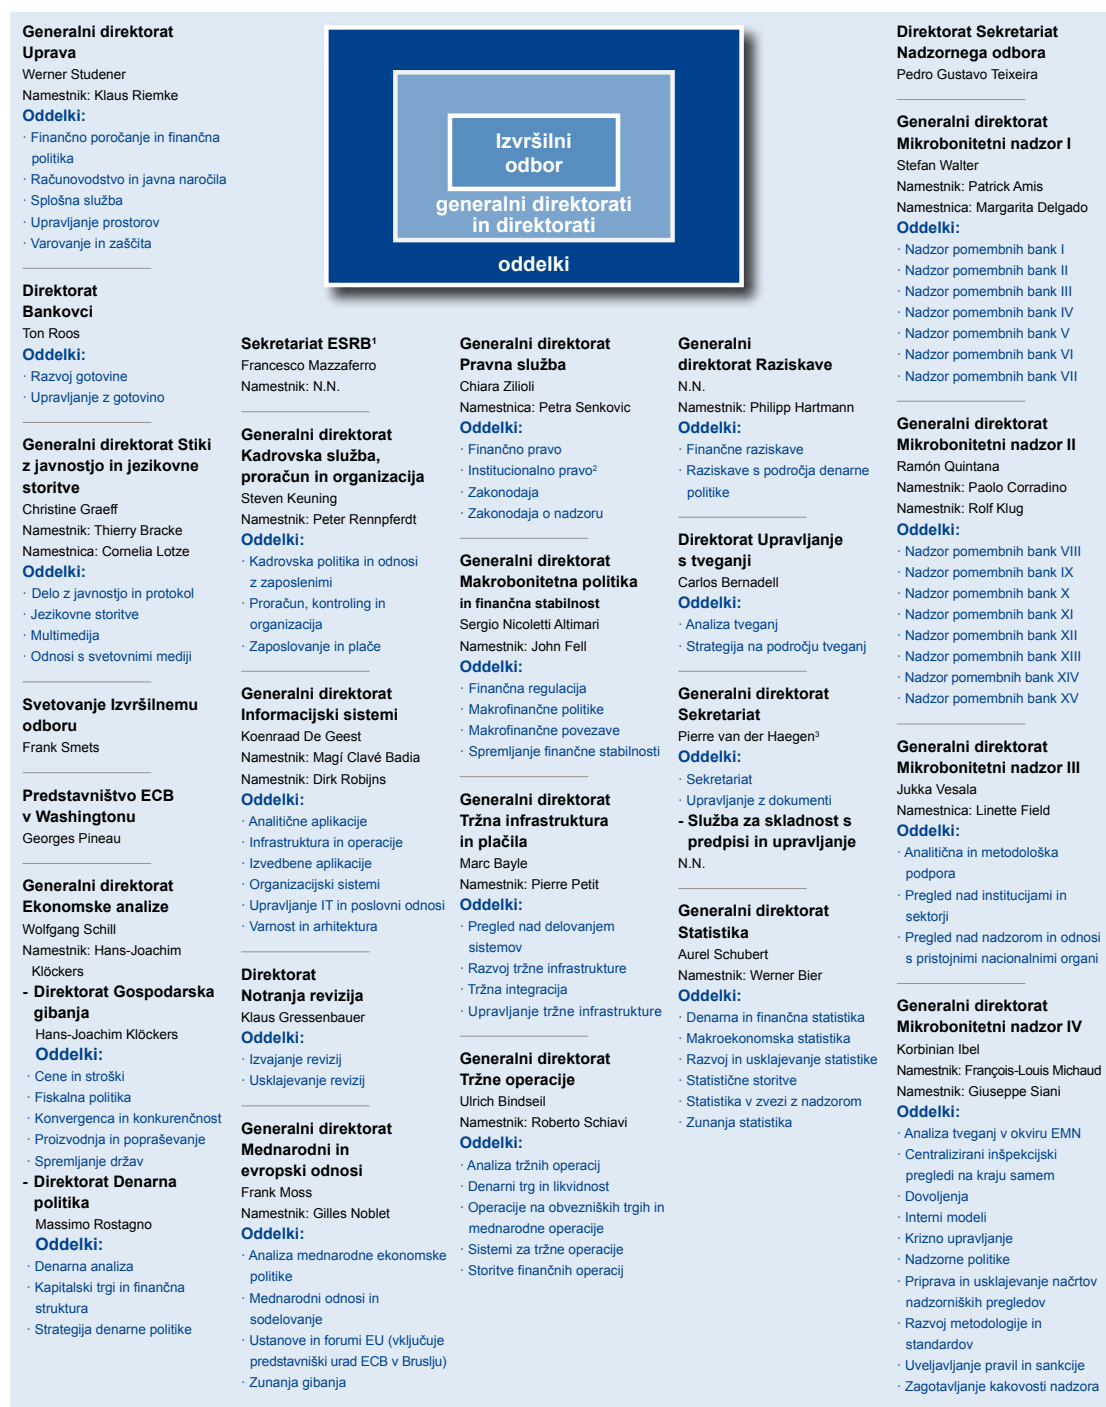 Generalni direktorat
Uprava
Werner Studener
Namestnik: Klaus Riemke
Oddelki:
· Finančno poročanje in finančna
politika
· Računovodstvo in javna naročila
· Splošna služba
· Upravljanje prostorov
· Varovanje in zaščita
Direktorat
Bankovci
Ton Roos
Oddelki:
· Razvoj gotovine
· Upravljanje z gotovino
Generalni direktorat Stiki
z javnostjo in jezikovne
storitve
Christine Graeff
Namestnik: Thierry Bracke
Namestnica: Cornelia Lotze
Oddelki:
· Delo z javnostjo in protokol
· Jezikovne storitve
· Multimedija
· Odnosi s svetovnimi mediji
Svetovanje Izvršilnemu
odboru
Frank Smets
Predstavništvo ECB
v Washingtonu
Georges Pineau
Generalni direktorat
Ekonomske analize
Wolfgang Schill
Namestnik: Hans-Joachim
Klöckers
- Direktorat Gospodarska
gibanja
Hans-Joachim Klöckers
Oddelki:
· Cene in stroški
· Fiskalna politika
· Konvergenca in konkurenčnost
· Proizvodnja in popraševanje
· Spremljanje držav
- Direktorat Denarna
politika
Massimo Rostagno
Oddelki:
· Denarna analiza
· Kapitalski trgi in finančna
struktura
· Strategija denarne politike
Izvršilni
odbor
generalni direktorati
in direktorati
oddelki
Sekretariat ESRB¹
Francesco Mazzaferro
Namestnik: N.N.
Generalni direktorat
Kadrovska služba,
proračun in organizacija
Steven Keuning
Namestnik: Peter Rennpferdt
Oddelki:
· Kadrovska politika in odnosi
z zaposlenimi
· Proračun, kontroling in
organizacija
· Zaposlovanje in plače
Generalni direktorat
Informacijski sistemi
Koenraad De Geest
Namestnik: Magí Clavé Badia
Namestnik: Dirk Robijns
Oddelki:
· Analitične aplikacije
· Infrastruktura in operacije
· Izvedbene aplikacije
· Organizacijski sistemi
· Upravljanje IT in poslovni odnosi
· Varnost in arhitektura
Direktorat
Notranja revizija
Klaus Gressenbauer
Oddelki:
· Izvajanje revizij
· Usklajevanje revizij
Generalni direktorat
Mednarodni in
evropski odnosi
Frank Moss
Namestnik: Gilles Noblet
Oddelki:
· Analiza mednarodne ekonomske
politike
· Mednarodni odnosi in
sodelovanje
· Ustanove in forumi EU (vključuje
predstavniški urad ECB v Bruslju)
· Zunanja gibanja
Generalni direktorat
Pravna služba
Chiara Zilioli
Namestnica: Petra Senkovic
Oddelki:
· Finančno pravo
· Institucionalno pravo²
· Zakonodaja
· Zakonodaja o nadzoru
Generalni direktorat
Makrobonitetna politika
in finančna stabilnost
Sergio Nicoletti Altimari
Namestnik: John Fell
Oddelki:
· Finančna regulacija
· Makrofinančne politike
· Makrofinančne povezave
· Spremljanje finančne stabilnosti
Generalni direktorat
Tržna infrastruktura
in plačila
Marc Bayle
Namestnik: Pierre Petit
Oddelki:
· Pregled nad delovanjem
sistemov
· Razvoj tržne infrastrukture
· Tržna integracija
· Upravljanje tržne infrastrukture
Generalni direktorat
Tržne operacije
Ulrich Bindseil
Namestnik: Roberto Schiavi
Oddelki:
· Analiza tržnih operacij
· Denarni trg in likvidnost
· Operacije na obvezniških trgih in
mednarodne operacije
· Sistemi za tržne operacije
· Storitve finančnih operacij
Generalni
direktorat Raziskave
N.N.
Namestnik: Philipp Hartmann
Oddelki:
· Finančne raziskave
· Raziskave s področja denarne
politike
Direktorat Upravljanje
s tveganji
Carlos Bernadell
Oddelki:
· Analiza tveganj
· Strategija na področju tveganj
Generalni direktorat
Sekretariat
Pierre van der Haegen³
Oddelki:
· Sekretariat
· Upravljanje z dokumenti
- Služba za skladnost s
predpisi in upravljanje
N.N.
Generalni direktorat
Statistika
Aurel Schubert
Namestnik: Werner Bier
Oddelki:
· Denarna in finančna statistika
· Makroekonomska statistika
· Razvoj in usklajevanje statistike
· Statistične storitve
· Statistika v zvezi z nadzorom
· Zunanja statistika
Direktorat Sekretariat
Nadzornega odbora
Pedro Gustavo Teixeira
Generalni direktorat
Mikrobonitetni nadzor I
Stefan Walter
Namestnik: Patrick Amis
Namestnica: Margarita Delgado
Oddelki:
· Nadzor pomembnih bank I
· Nadzor pomembnih bank II
· Nadzor pomembnih bank III
· Nadzor pomembnih bank IV
· Nadzor pomembnih bank V
· Nadzor pomembnih bank VI
· Nadzor pomembnih bank VII
Generalni direktorat
Mikrobonitetni nadzor II
Ramón Quintana
Namestnik: Paolo Corradino
Namestnik: Rolf Klug
Oddelki:
· Nadzor pomembnih bank VIII
· Nadzor pomembnih bank IX
· Nadzor pomembnih bank X
· Nadzor pomembnih bank XI
· Nadzor pomembnih bank XII
· Nadzor pomembnih bank XIII
· Nadzor pomembnih bank XIV
· Nadzor pomembnih bank XV
Generalni direktorat
Mikrobonitetni nadzor III
Jukka Vesala
Namestnica: Linette Field
Oddelki:
· Analitična in metodološka
podpora
· Pregled nad institucijami in
sektorji
· Pregled nad nadzorom in odnosi
s pristojnimi nacionalnimi organi
Generalni direktorat
Mikrobonitetni nadzor IV
Korbinian Ibel
Namestnik: François-Louis Michaud
Namestnik: Giuseppe Siani
Oddelki:
· Analiza tveganj v okviru EMN
· Centralizirani inšpekcijski
pregledi na kraju samem
· Dovoljenja
· Interni modeli
· Krizno upravljanje
· Nadzorne politike
· Priprava in usklajevanje načrtov
nadzorniških pregledov
· Razvoj metodologije in
standardov
· Uveljavljanje pravil in sankcije
· Zagotavljanje kakovosti nadzora